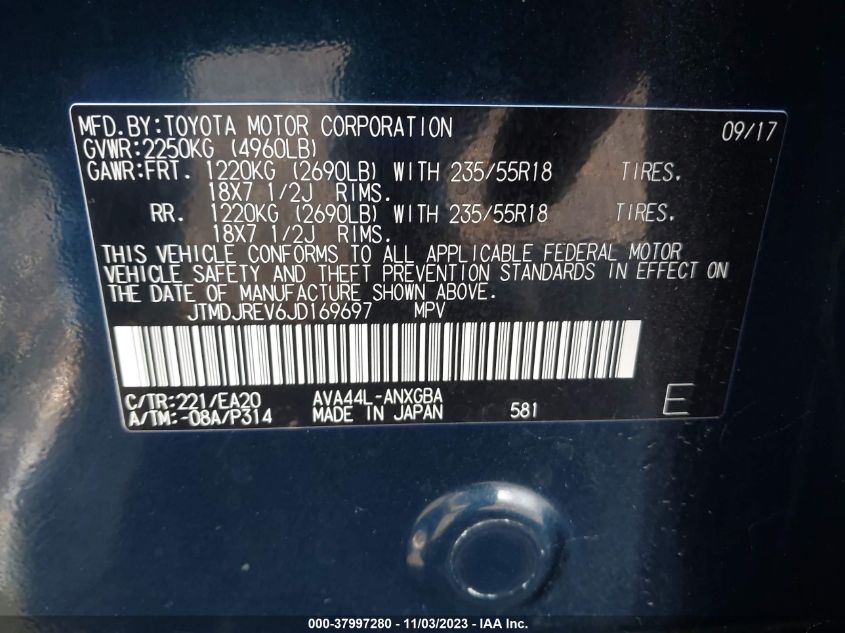 MFD.BY:TOYOTA MOTOR CORPORATION 09/17
GVWR:2250KG (4960LB)
GAWR:FRT. 1220KG (2690LB) WITH 235/55R18 TIRES.
18X7 1/2J RIMS.
RR. 1220KG (2690LB) WITH 235/55R18 TIRES.
18X7 1/2J RIMS.
THIS VEHICLE CONFORMS TO ALL APPLICABLE FEDERAL MOTOR
VEHICLE SAFETY AND THEFT PREVENTION STANDARDS IN EFFECT ON
THE DATE OF MANUFACTURE SHOWN ABOVE.
JTMDJREV6JD169697 MPV
C/TR:221/EA20 AVA44L-ANXGBA
A/TM:-08A/P314 MADE IN JAPAN 581 E
000-37997280 - 11/03/2023 - IAA Inc.